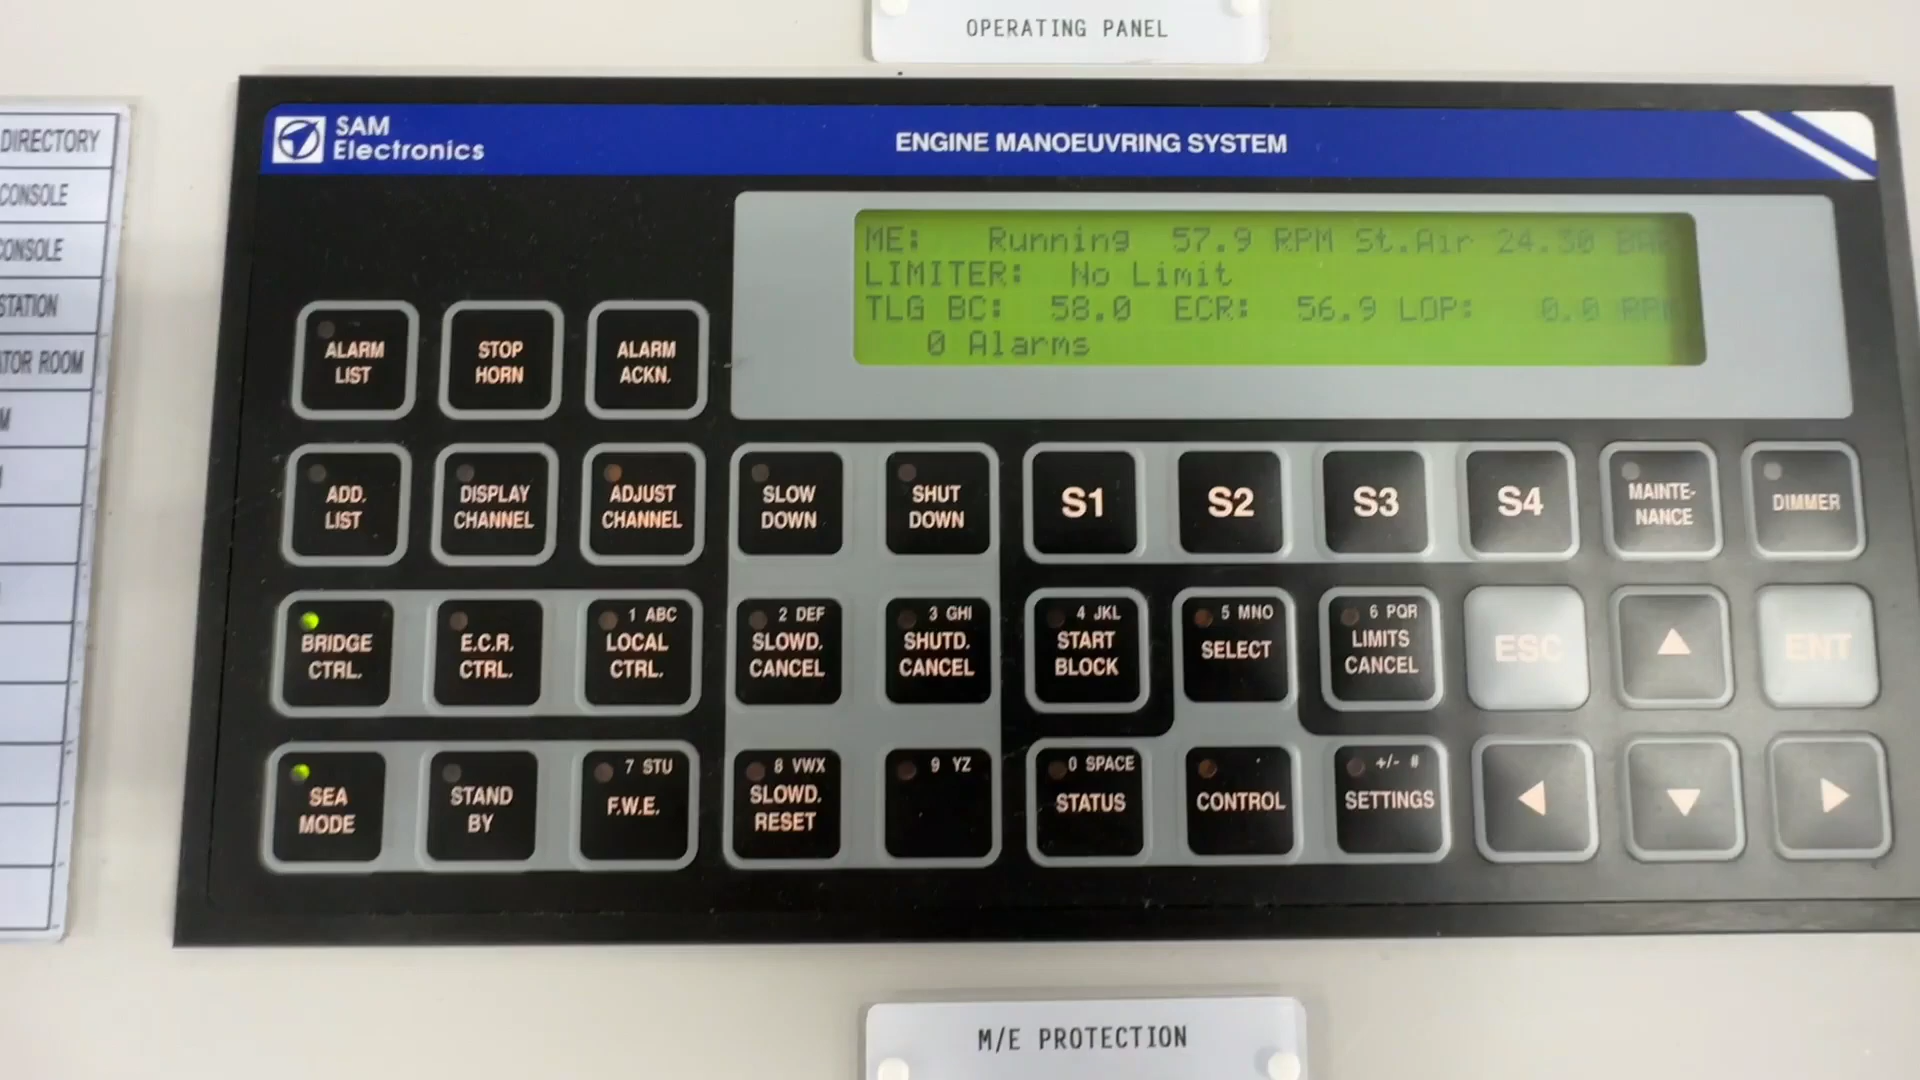 OPERATING PANEL
DIRECTORY
CONSOLE
CONSOLE
STATION
ATOR ROOM
M
SAM
Electronics
ENGINE MANOEUVRING SYSTEM
ME: Running 57.9 RPM St.Air 24.30 BAR
LIMITER: No Limit
TLG BC: 58.0 ECR: 56.9 LOP: 0.0 RPM
0 Alarms
ALARM
LIST
STOP
HORN
ALARM
ACKN.
ADD.
LIST
DISPLAY
CHANNEL
ADJUST
CHANNEL
SLOW
DOWN
SHUT
DOWN
S1
S2
S3
S4
MAINTE-
NANCE
DIMMER
BRIDGE
CTRL.
E.C.R.
CTRL.
1 ABC
LOCAL
CTRL.
2 DEF
SLOWD.
CANCEL
3 GHI
SHUTD.
CANCEL
4 JKL
START
BLOCK
5 MNO
SELECT
6 PQR
LIMITS
CANCEL
ESC
ENT
SEA
MODE
STAND
BY
7 STU
F.W.E.
8 VWX
SLOWD.
RESET
9 YZ
0 SPACE
STATUS
.
CONTROL
+/- #
SETTINGS
M/E PROTECTION